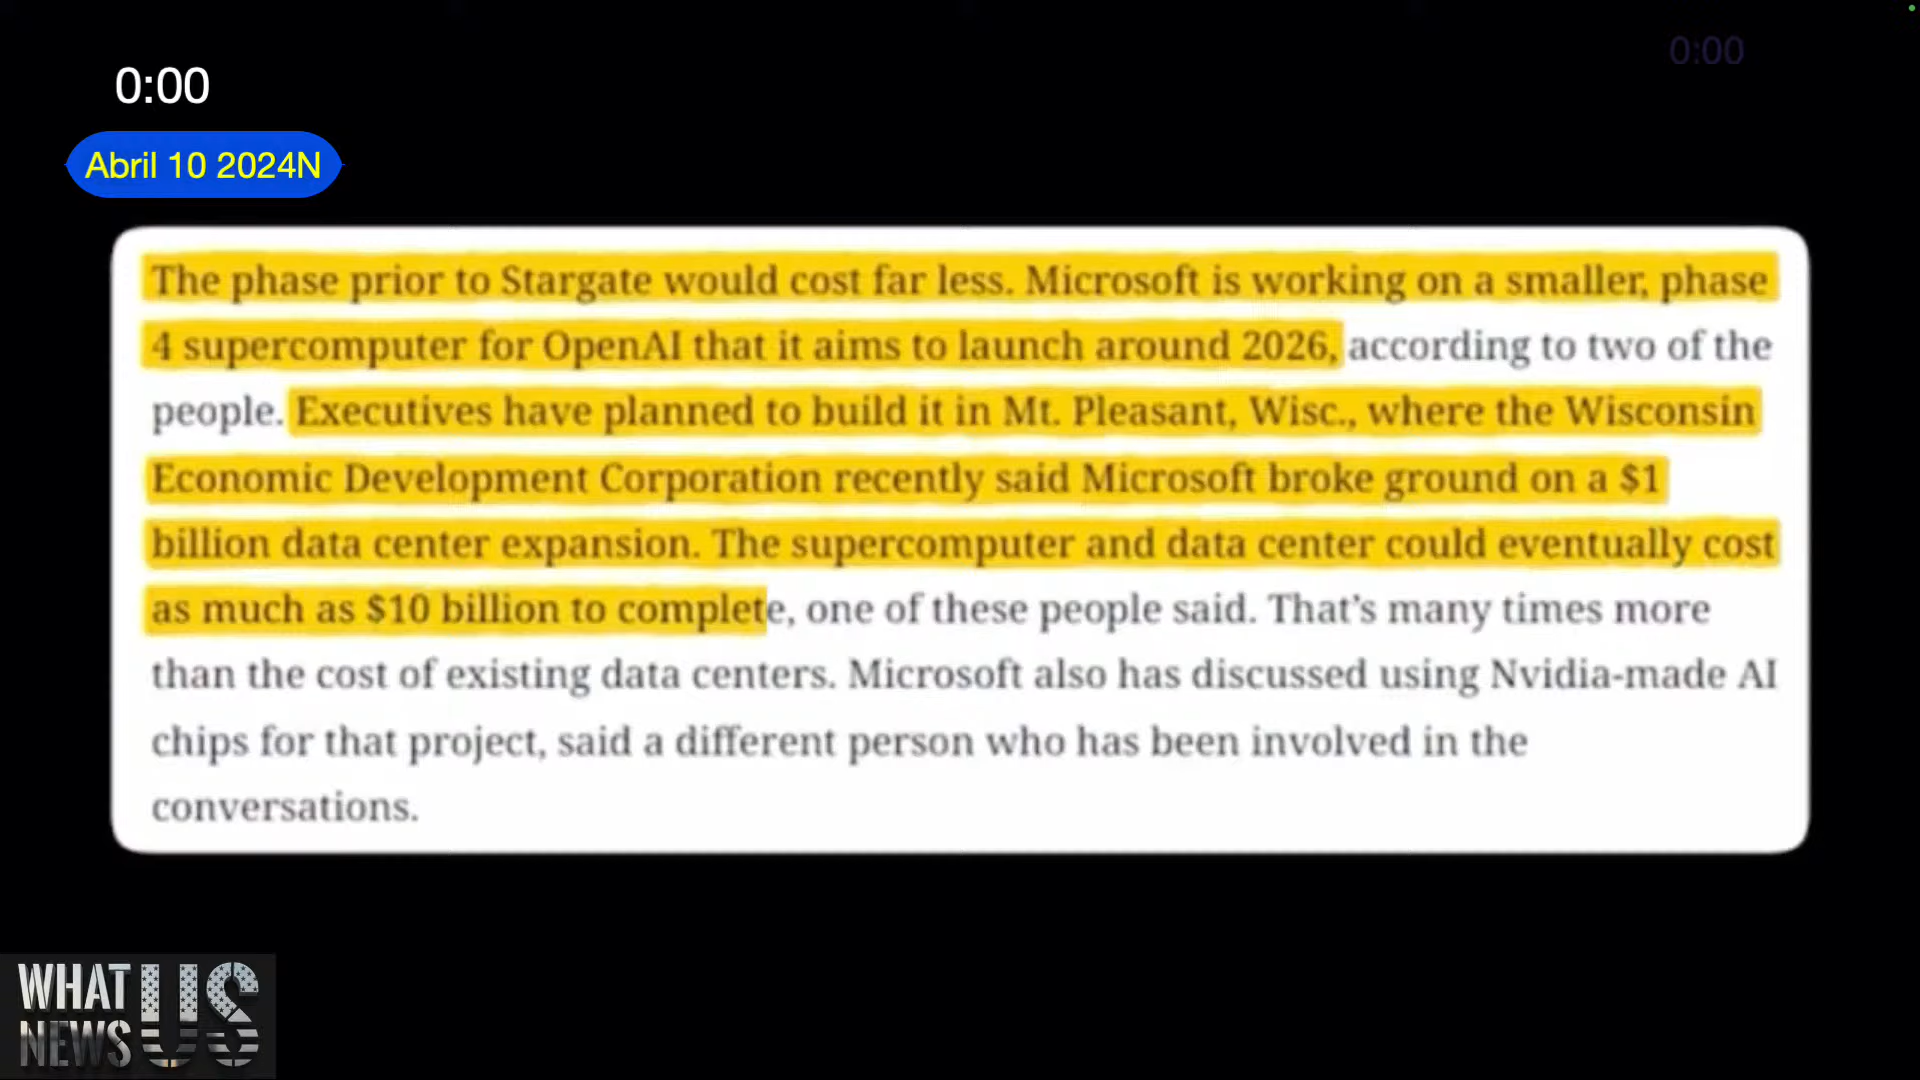 0:00
0:00
Abril 10 2024N
The phase prior to Stargate would cost far less. Microsoft is working on a smaller, phase
4 supercomputer for OpenAI that it aims to launch around 2026, according to two of the
people. Executives have planned to build it in Mt. Pleasant, Wisc., where the Wisconsin
Economic Development Corporation recently said Microsoft broke ground on a $1
billion data center expansion. The supercomputer and data center could eventually cost
as much as $10 billion to complete, one of these people said. That's many times more
than the cost of existing data centers. Microsoft also has discussed using Nvidia-made AI
chips for that project, said a different person who has been involved in the
conversations.
WHAT
NEWS
US